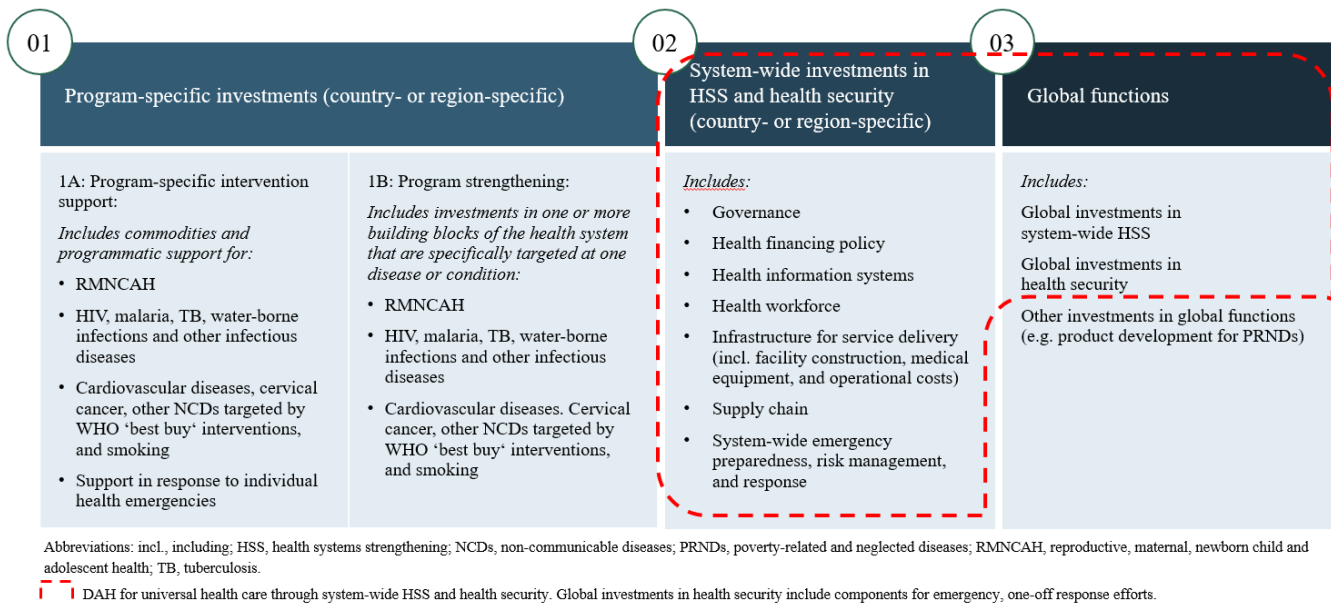 01
Program-specific investments (country- or region-specific)
02
System-wide investments in
HSS and health security
(country- or region-specific)
03
Global functions
1A: Program-specific intervention
support:
Includes commodities and
programmatic support for:
• RMNCAH
• HIV, malaria, TB, water-borne
infections and other infectious
diseases
• Cardiovascular diseases, cervical
cancer, other NCDs targeted by
WHO ‘best buy‘ interventions,
and smoking
• Support in response to individual
health emergencies
1B: Program strengthening:
Includes investments in one or more
building blocks of the health system
that are specifically targeted at one
disease or condition:
• RMNCAH
• HIV, malaria, TB, water-borne
infections and other infectious
diseases
• Cardiovascular diseases. Cervical
cancer, other NCDs targeted by
WHO ‘best buy‘ interventions,
and smoking
Includes:
• Governance
• Health financing policy
• Health information systems
• Health workforce
• Infrastructure for service delivery
(incl. facility construction, medical
equipment, and operational costs)
• Supply chain
• System-wide emergency
preparedness, risk management,
and response
Includes:
Global investments in
system-wide HSS
Global investments in
health security
Other investments in global functions
(e.g. product development for PRNDs)
Abbreviations: incl., including; HSS, health systems strengthening; NCDs, non-communicable diseases; PRNDs, poverty-related and neglected diseases; RMNCAH, reproductive, maternal, newborn child and
adolescent health; TB, tuberculosis.
DAH for universal health care through system-wide HSS and health security. Global investments in health security include components for emergency, one-off response efforts.